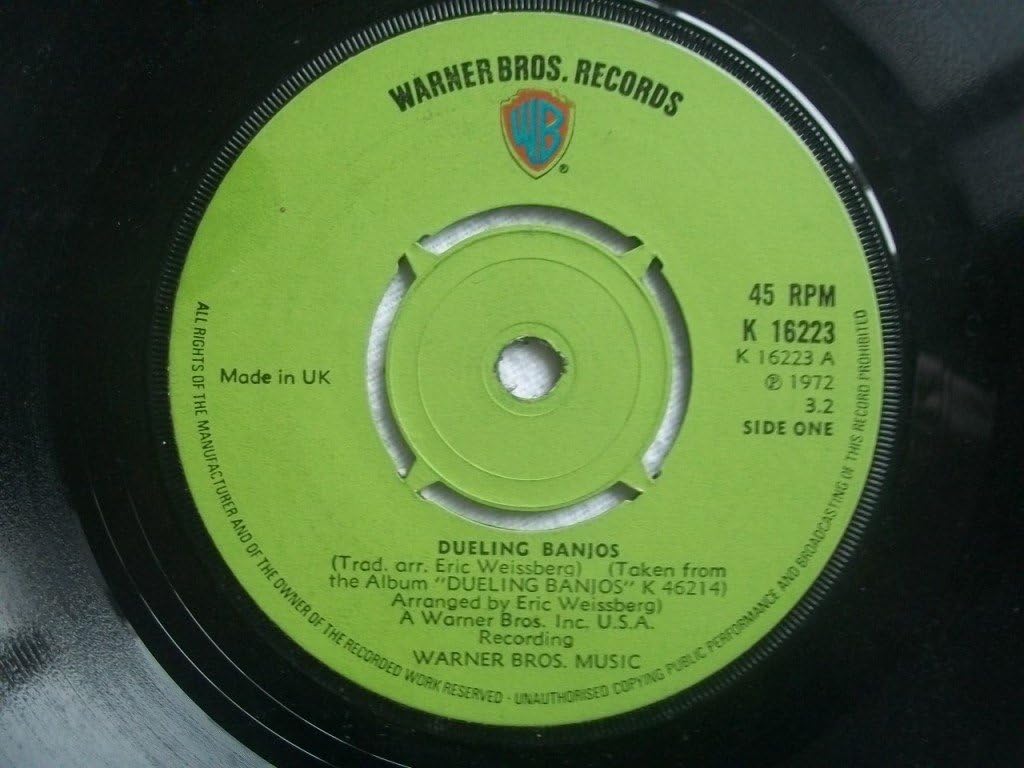 WARNER BROS. RECORDS
WB
®
45 RPM
K 16223
K 16223 A
℗ 1972
3.2
SIDE ONE
Made in UK
DUELING BANJOS
(Trad. arr. Eric Weissberg) (Taken from
the Album "DUELING BANJOS" K 46214)
Arranged by Eric Weissberg)
A Warner Bros. Inc. U.S.A.
Recording
WARNER BROS. MUSIC
ALL RIGHTS OF THE MANUFACTURER AND OF THE OWNER OF THE RECORDED WORK RESERVED · UNAUTHORISED COPYING PUBLIC PERFORMANCE AND BROADCASTING OF THIS RECORD PROHIBITED